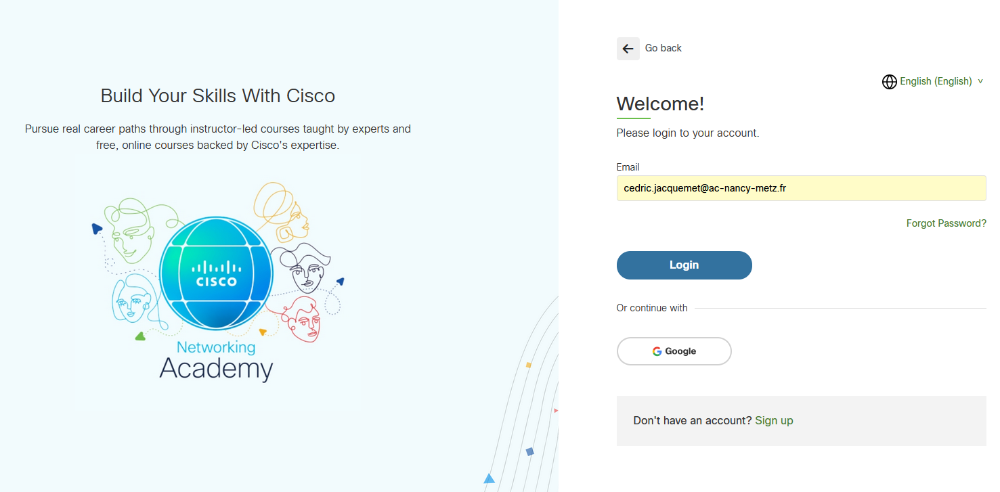 Build Your Skills With Cisco
Pursue real career paths through instructor-led courses taught by experts and
free, online courses backed by Cisco's expertise.
CISCO
Networking
Academy
Go back
English (English)
Welcome!
Please login to your account.
Email
cedric.jacquemet@ac-nancy-metz.fr
Forgot Password?
Login
Or continue with
Google
Don't have an account? Sign up